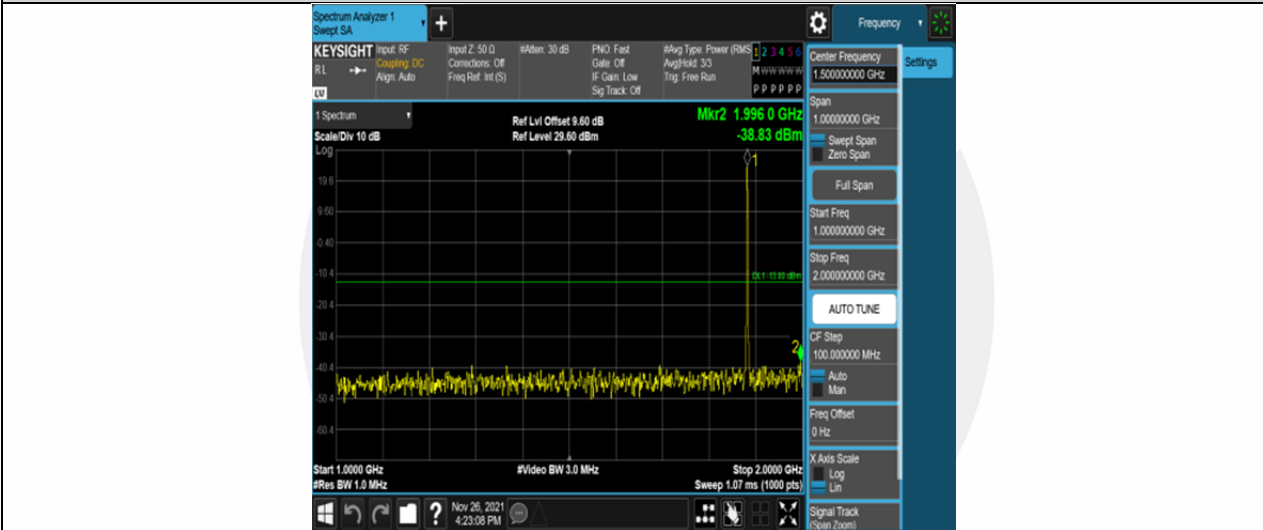 Spectrum Analyzer 1
Swept SA
+
Frequency
KEYSIGHT
RL
LV
Input: RF
Coupling: DC
Align: Auto
Input Z: 50 Ω
Corrections: Off
Freq Ref: Int (S)
#Atten: 30 dB
PNO: Fast
Gate: Off
IF Gain: Low
Sig Track: Off
#Avg Type: Power (RMS
Avg|Hold: 3/3
Trig: Free Run
1 2 3 4 5 6
M W W W W W
P P P P P P
1 Spectrum
Scale/Div 10 dB
Ref Lvl Offset 9.60 dB
Ref Level 29.60 dBm
Mkr2 1.996 0 GHz
-38.83 dBm
Log
19.6
9.60
-0.40
-10.4
-20.4
-30.4
-40.4
-50.4
-60.4
1
DL1 -13.00 dBm
2
Start 1.0000 GHz
#Res BW 1.0 MHz
#Video BW 3.0 MHz
Stop 2.0000 GHz
Sweep 1.07 ms (1000 pts)
Center Frequency
1.500000000 GHz
Settings
Span
1.00000000 GHz
Swept Span
Zero Span
Full Span
Start Freq
1.000000000 GHz
Stop Freq
2.000000000 GHz
AUTO TUNE
CF Step
100.000000 MHz
Auto
Man
Freq Offset
0 Hz
X Axis Scale
Log
Lin
Signal Track
(Span Zoom)
?
Nov 26, 2021
4:23:08 PM